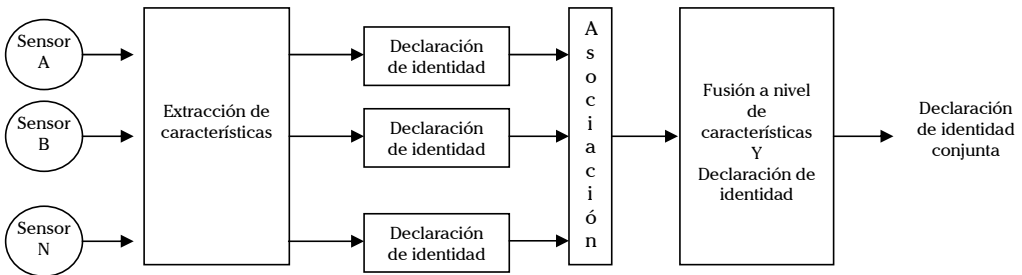 Sensor
A
Sensor
B
Sensor
N
Extracción de
características
Declaración
de identidad
Declaración
de identidad
Declaración
de identidad
A
s
o
c
i
a
c
i
ó
n
Fusión a nivel
de
características
Y
Declaración de
identidad
Declaración
de identidad
conjunta